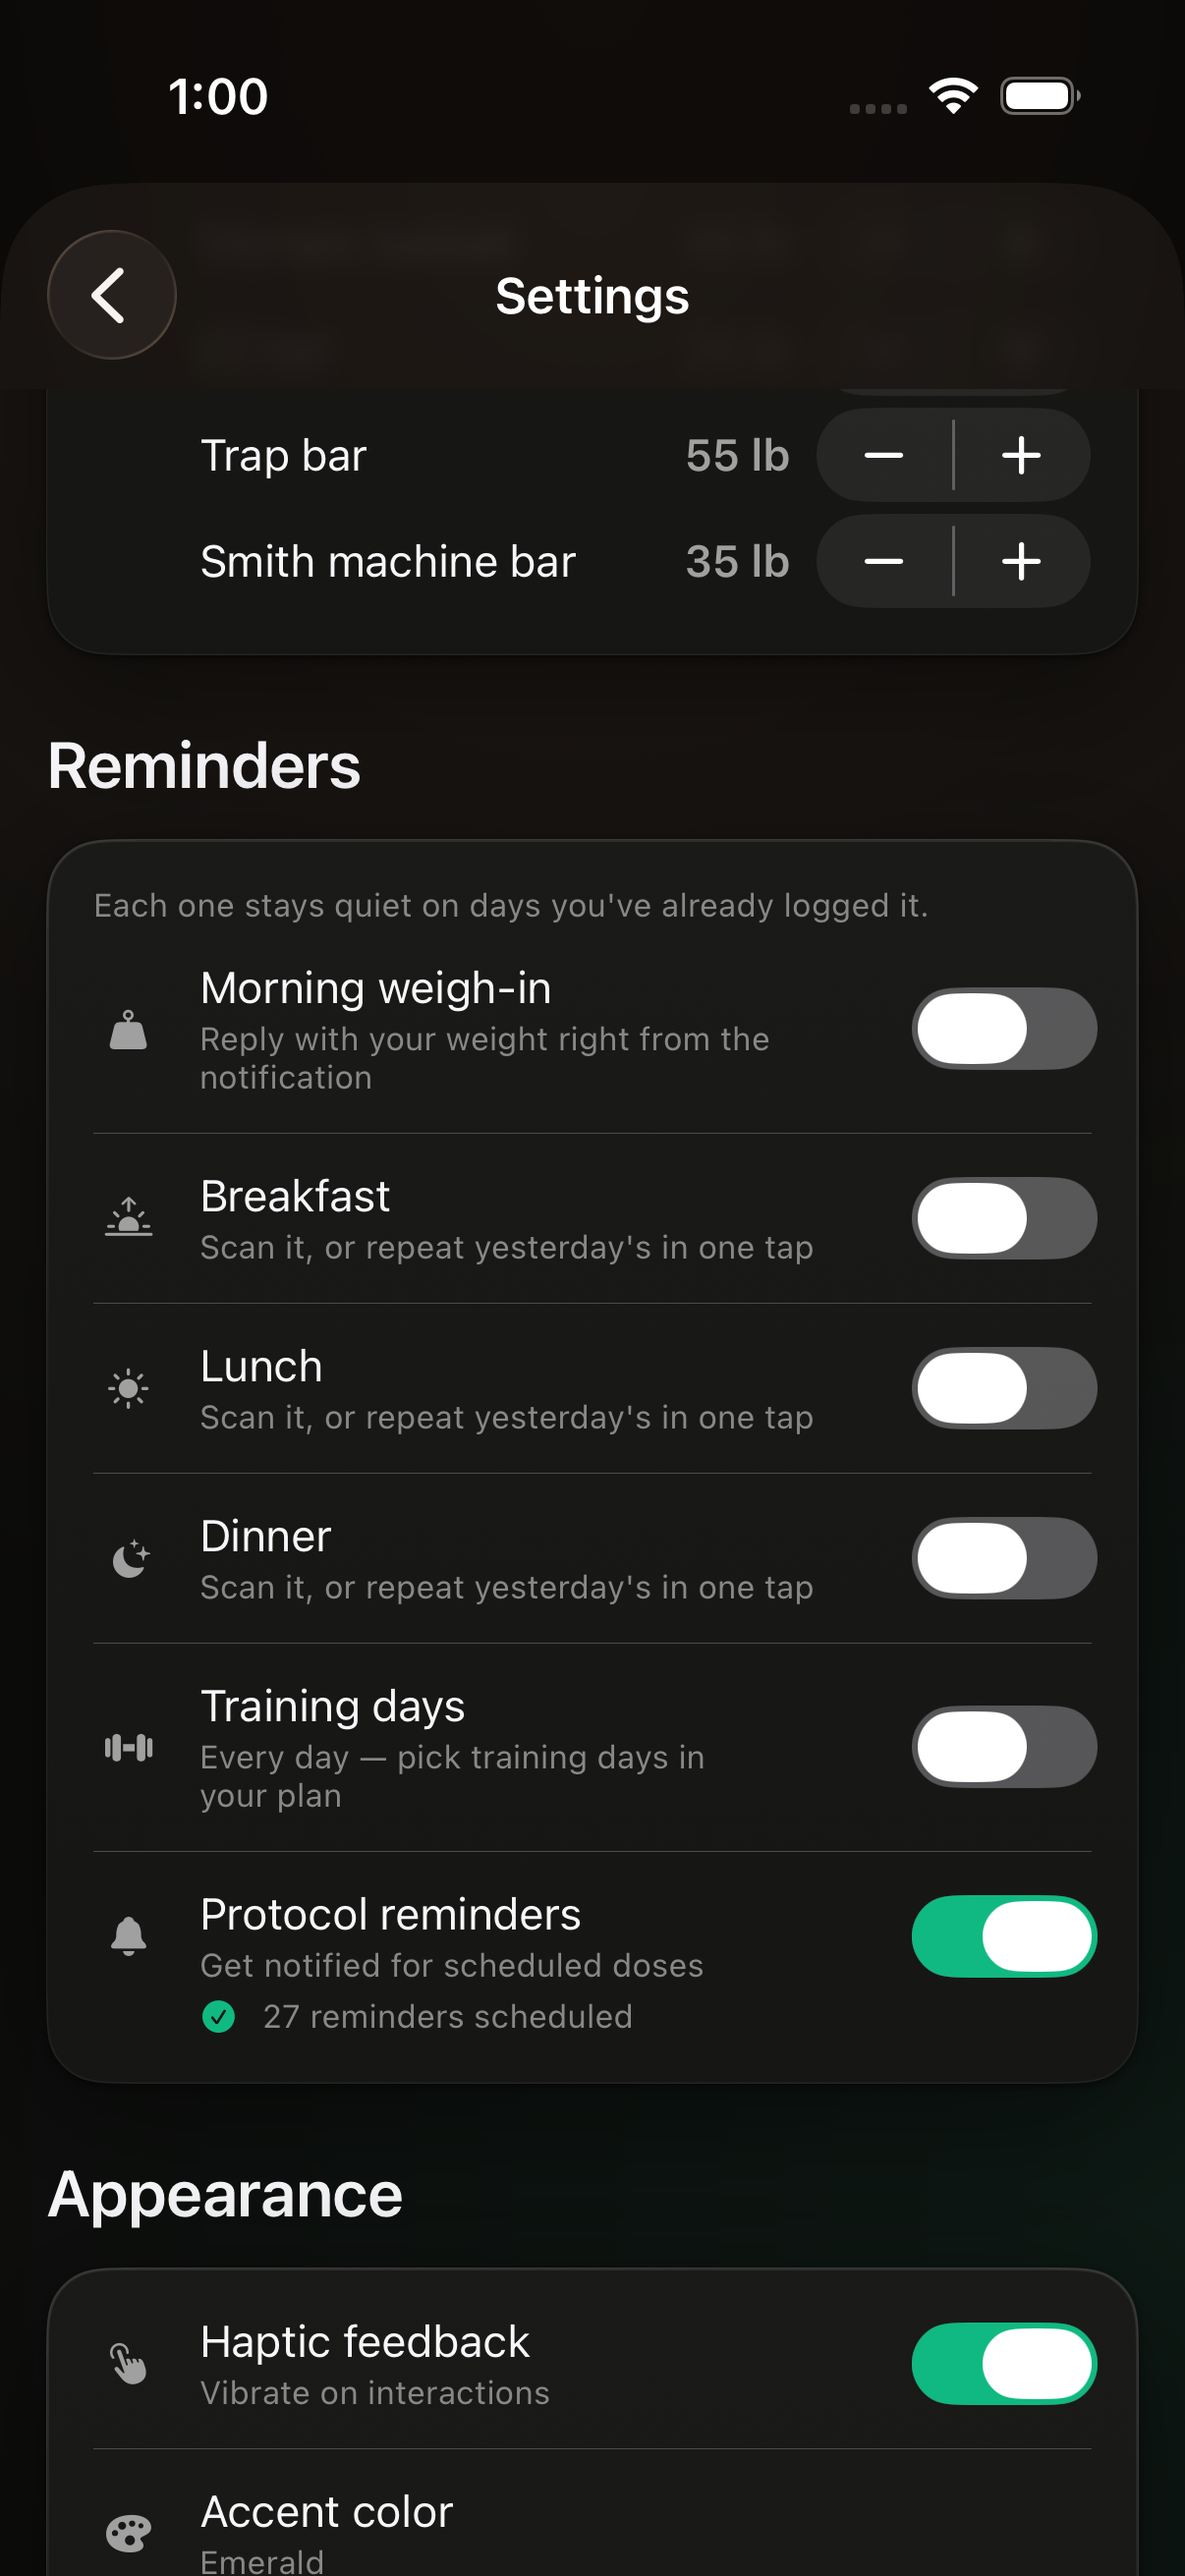 1:00
Settings
Trap bar 55 lb
Smith machine bar 35 lb
Reminders
Each one stays quiet on days you've already logged it.
Morning weigh-in
Reply with your weight right from the
notification
Breakfast
Scan it, or repeat yesterday's in one tap
Lunch
Scan it, or repeat yesterday's in one tap
Dinner
Scan it, or repeat yesterday's in one tap
Training days
Every day — pick training days in
your plan
Protocol reminders
Get notified for scheduled doses
27 reminders scheduled
Appearance
Haptic feedback
Vibrate on interactions
Accent color
Emerald